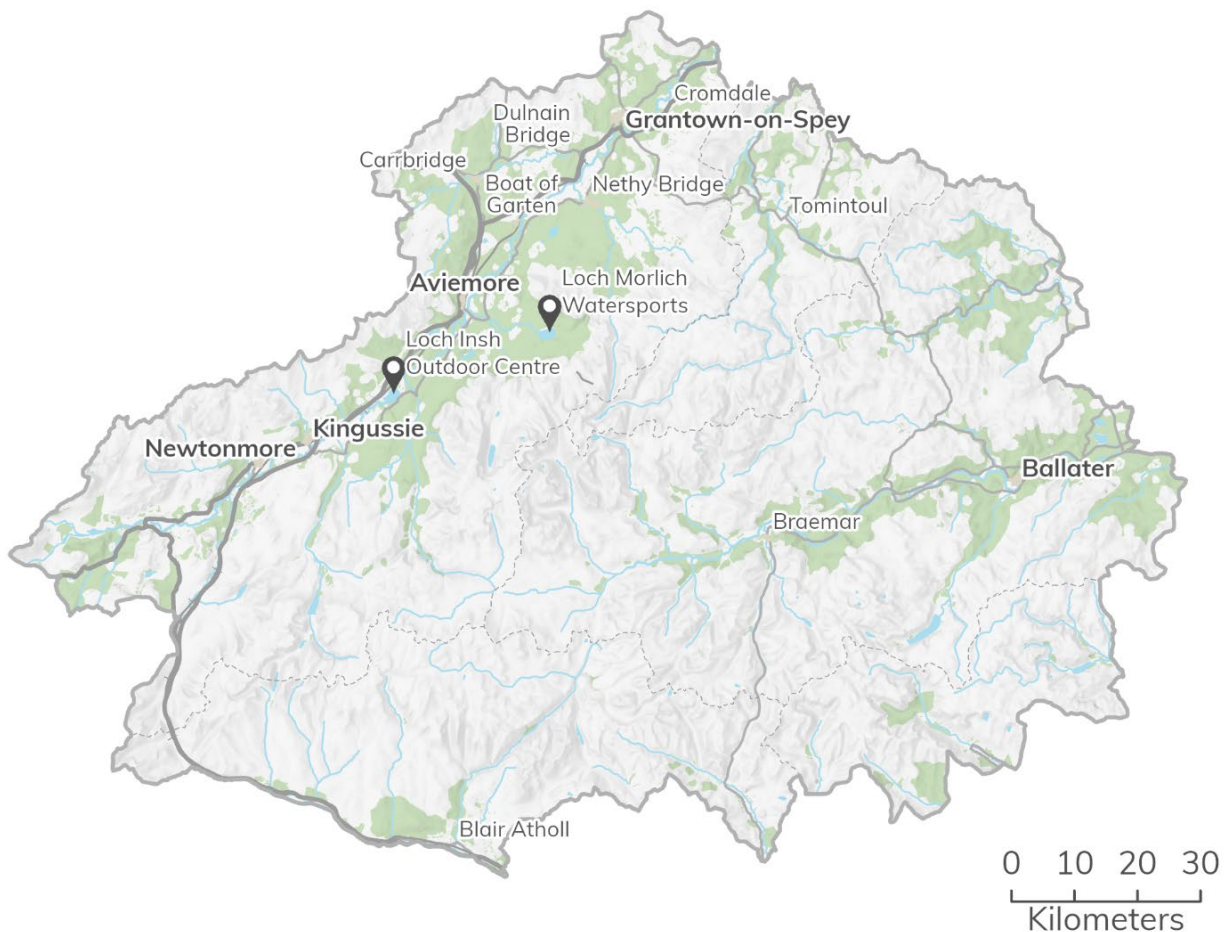 Cromdale
Grantown-on-Spey
Dulnain
Bridge
Carrbridge
Boat of
Garten
Nethy Bridge
Tomintoul
Aviemore
Loch Morlich
Watersports
Loch Insh
Outdoor Centre
Kingussie
Newtonmore
Ballater
Braemar
Blair Atholl
0 10 20 30
Kilometers